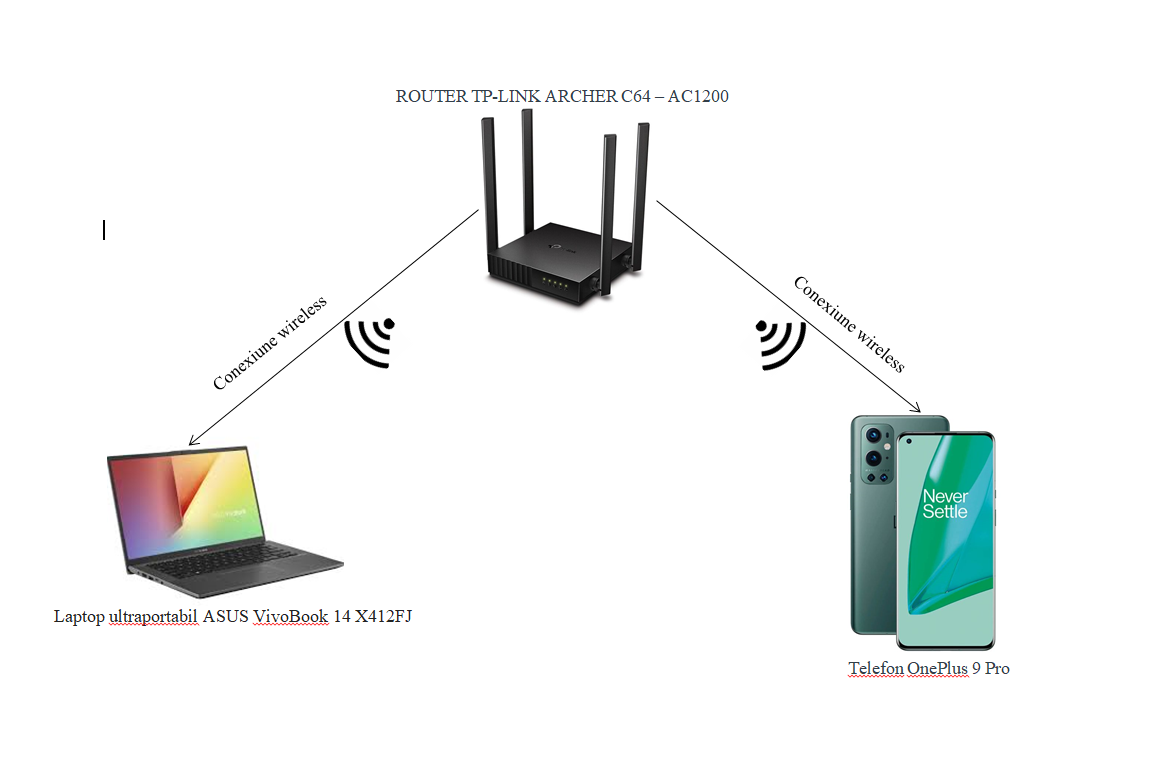 ROUTER TP-LINK ARCHER C64 – AC1200
Conexiune wireless
Conexiune wireless
Never
Settle
Laptop ultraportabil ASUS VivoBook 14 X412FJ
Telefon OnePlus 9 Pro